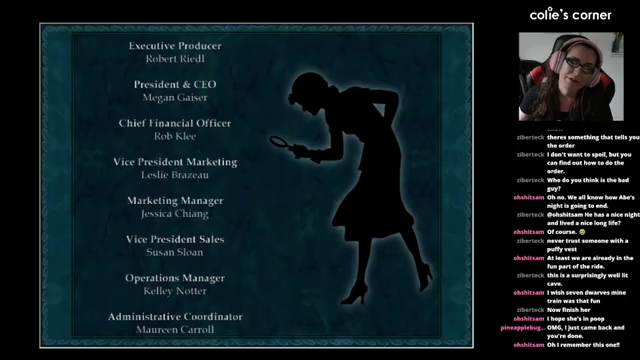 colie's corner
Executive Producer
Robert Riedl
President & CEO
Megan Gaiser
Chief Financial Officer
Rob Klee
Vice President Marketing
Leslie Brazeau
Marketing Manager
Jessica Chiang
Vice President Sales
Susan Sloan
Operations Manager
Kelley Notter
Administrative Coordinator
Maureen Carroll
ziberteck theres something that tells you
the order
ziberteck I don't want to spoil, but you
can find out how to do the
order.
ziberteck Who do you think is the bad
guy?
ohshitsam Oh no. We all know how Abe's
night is going to end.
ziberteck @ohshitsam He has a nice night
and lived a nice long life?
ohshitsam Of course.
ziberteck never trust someone with a
puffy vest
ohshitsam At least we are already in the
fun part of the ride.
ziberteck this is a surprisingly well lit
cave.
ohshitsam I wish seven dwarves mine
train was that fun
ziberteck Now finish her
ohshitsam I hope she's in poop
pineapplebug... OMG, I just came back and
you're done.
ohshitsam Oh I remember this one!!